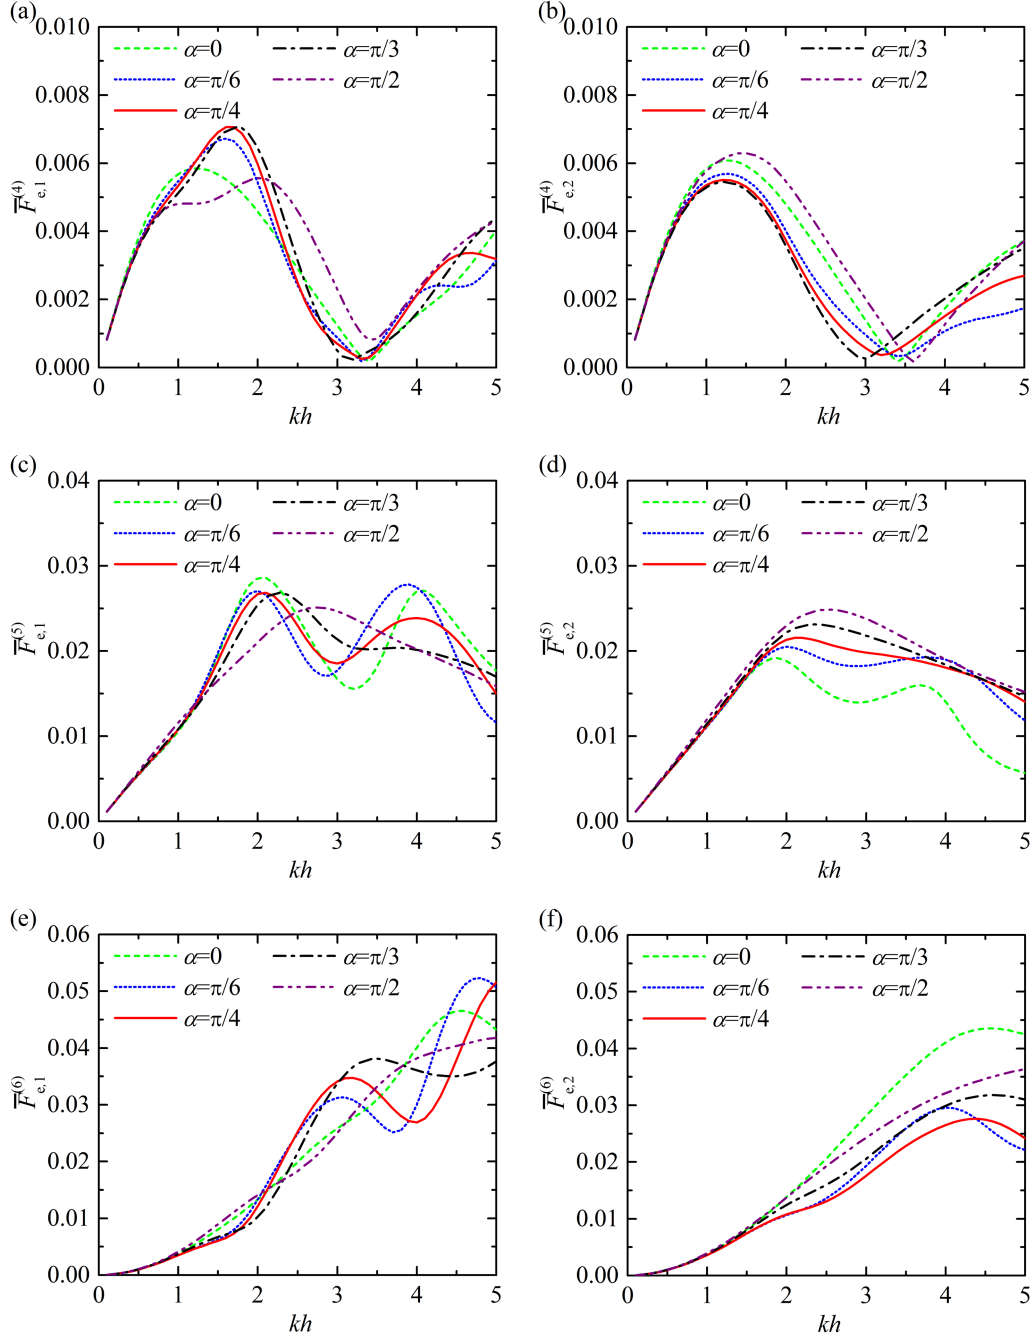 (a)
0.010
0.008
0.006
0.004
0.002
0.000
α=0
α=π/3
α=π/6
α=π/2
α=π/4
F̅e,1(4)
0 1 2 3 4 5
kh
(b)
0.010
0.008
0.006
0.004
0.002
0.000
α=0
α=π/3
α=π/6
α=π/2
α=π/4
F̅e,2(4)
0 1 2 3 4 5
kh
(c)
0.04
0.03
0.02
0.01
0.00
α=0
α=π/3
α=π/6
α=π/2
α=π/4
F̅e,1(5)
0 1 2 3 4 5
kh
(d)
0.04
0.03
0.02
0.01
0.00
α=0
α=π/3
α=π/6
α=π/2
α=π/4
F̅e,2(5)
0 1 2 3 4 5
kh
(e)
0.06
0.05
0.04
0.03
0.02
0.01
0.00
α=0
α=π/3
α=π/6
α=π/2
α=π/4
F̅e,1(6)
0 1 2 3 4 5
kh
(f)
0.06
0.05
0.04
0.03
0.02
0.01
0.00
α=0
α=π/3
α=π/6
α=π/2
α=π/4
F̅e,2(6)
0 1 2 3 4 5
kh